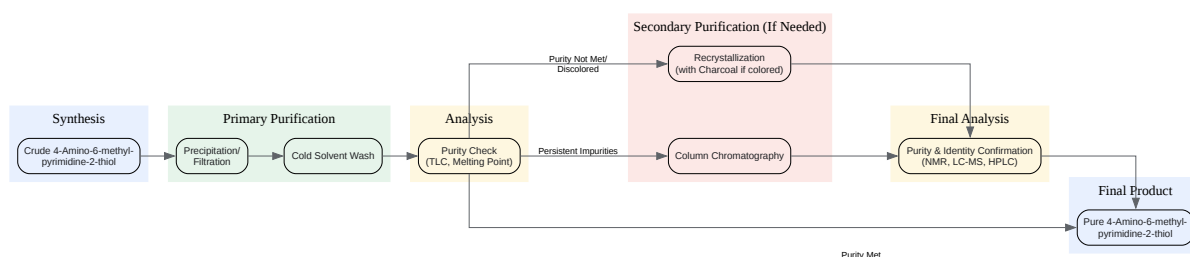 Secondary Purification (If Needed)
Purity Not Met/
Discolored
Recrystallization
(with Charcoal if colored)
Synthesis
Primary Purification
Analysis
Final Analysis
Crude 4-Amino-6-methyl-
pyrimidine-2-thiol
Precipitation/
Filtration
Cold Solvent Wash
Purity Check
(TLC, Melting Point)
Persistent Impurities
Column Chromatography
Purity & Identity Confirmation
(NMR, LC-MS, HPLC)
Final Product
Pure 4-Amino-6-methyl-
pyrimidine-2-thiol
Purity Met